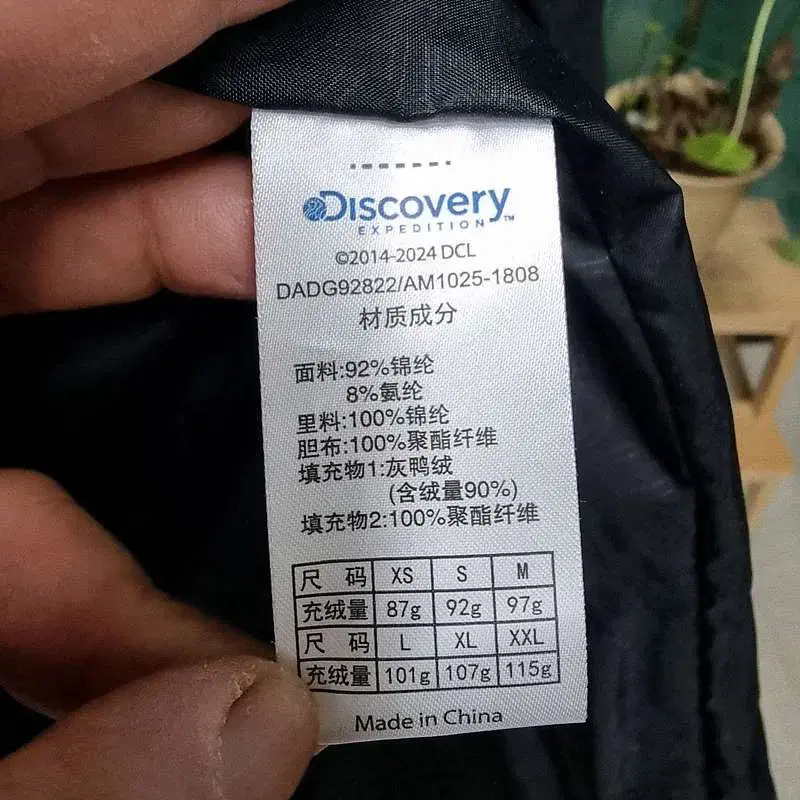 Discovery™
EXPEDITION
©2014-2024 DCL
DADG92822/AM1025-1808
材质成分
面料:92%锦纶
8%氨纶
里料:100%锦纶
胆布:100%聚酯纤维
填充物1:灰鸭绒
(含绒量90%)
填充物2:100%聚酯纤维
尺 码 XS S M
充绒量 87g 92g 97g
尺 码 L XL XXL
充绒量 101g 107g 115g
Made in China